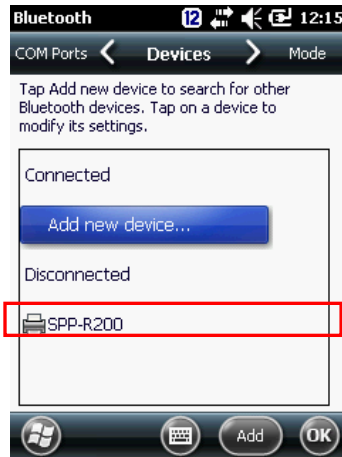 Bluetooth 12 12:15
COM Ports Devices Mode
Tap Add new device to search for other
Bluetooth devices. Tap on a device to
modify its settings.
Connected
Add new device...
Disconnected
SPP-R200
Add OK